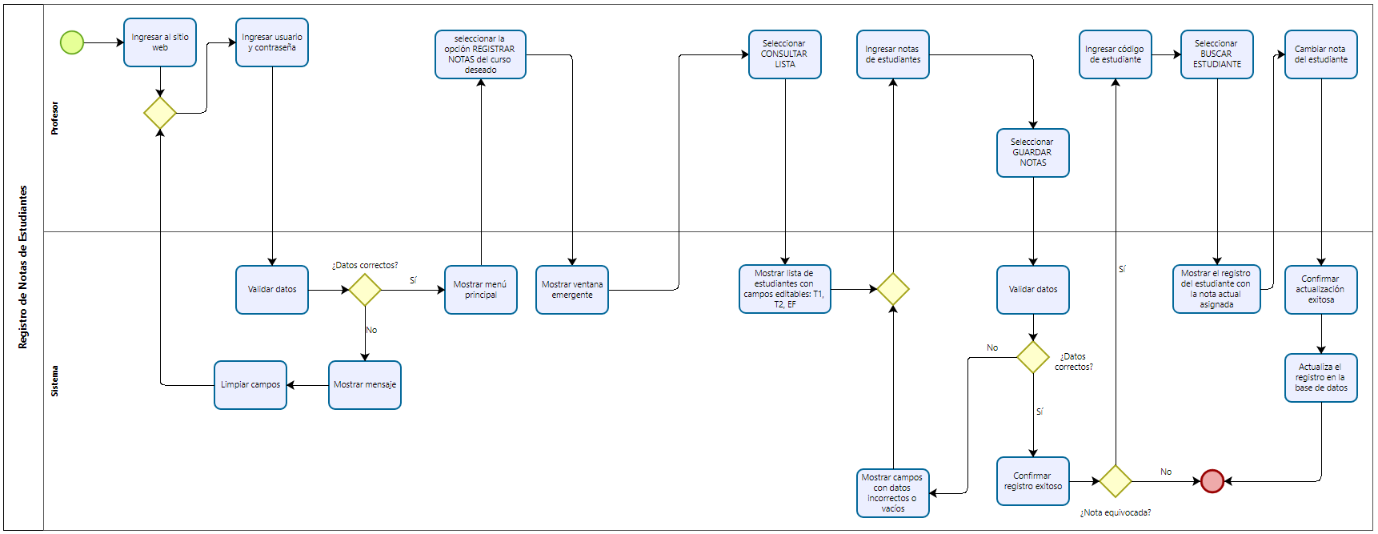 Registro de Notas de Estudiantes
Profesor
Ingresar al sitio
web
Ingresar usuario
y contraseña
seleccionar la
opción REGISTRAR
NOTAS del curso
deseado
Seleccionar
CONSULTAR
LISTA
Ingresar notas
de estudiantes
Seleccionar
GUARDAR
NOTAS
Ingresar código
de estudiante
Seleccionar
BUSCAR
ESTUDIANTE
Cambiar nota
del estudiante
Sistema
Validar datos
¿Datos correctos?
Sí
No
Mostrar menú
principal
Mostrar mensaje
Limpiar campos
Mostrar ventana
emergente
Mostrar lista de
estudiantes con
campos editables: T1,
T2, EF
Validar datos
¿Datos
correctos?
No
Sí
Mostrar campos
con datos
incorrectos o
vacíos
Confirmar
registro exitoso
¿Nota equivocada?
Sí
No
Mostrar el registro
del estudiante con
la nota actual
asignada
Confirmar
actualización
exitosa
Actualiza el
registro en la
base de datos